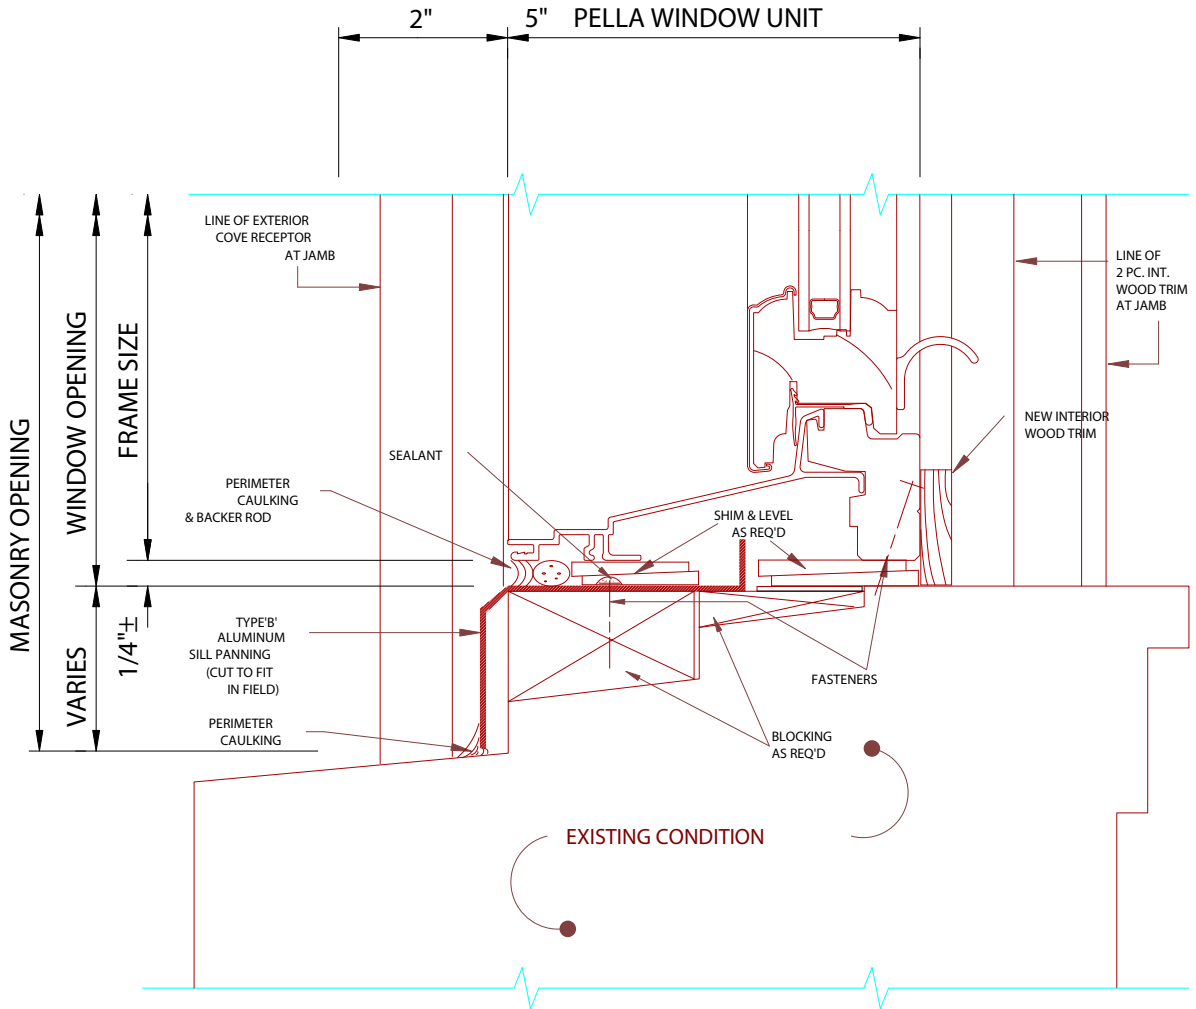 2" 5" PELLA WINDOW UNIT
LINE OF EXTERIOR
COVE RECEPTOR
AT JAMB
LINE OF
2 PC. INT.
WOOD TRIM
AT JAMB
MASONRY OPENING
WINDOW OPENING
FRAME SIZE
NEW INTERIOR
WOOD TRIM
SEALANT
PERIMETER
CAULKING
& BACKER ROD
SHIM & LEVEL
AS REQ'D
1/4"±
VARIES
TYPE'B'
ALUMINUM
SILL PANNING
(CUT TO FIT
IN FIELD)
FASTENERS
PERIMETER
CAULKING
BLOCKING
AS REQ'D
EXISTING CONDITION